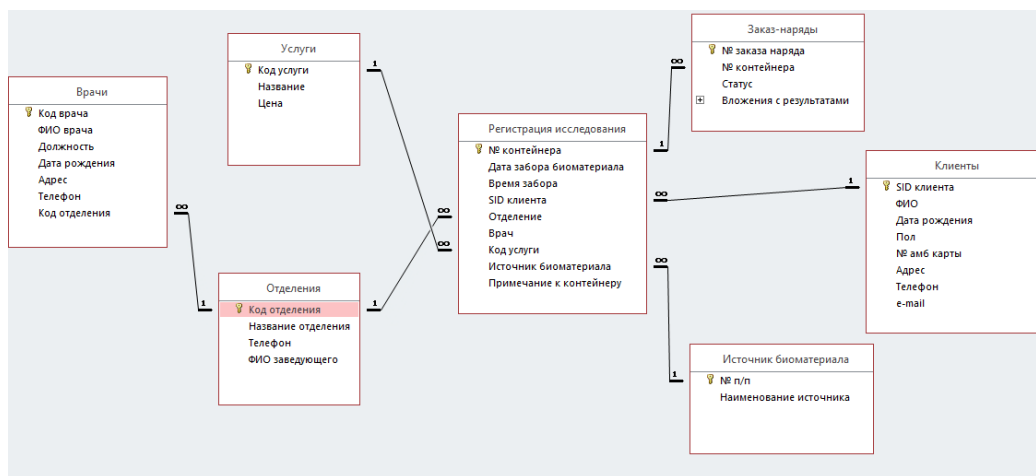 Врачи
Код врача
ФИО врача
Должность
Дата рождения
Адрес
Телефон
Код отделения
∞
1
Услуги
Код услуги
Название
Цена
1
Отделения
Код отделения
Название отделения
Телефон
ФИО заведующего
1
Регистрация исследования
№ контейнера
Дата забора биоматериала
Время забора
SID клиента
Отделение
Врач
Код услуги
Источник биоматериала
Примечание к контейнеру
∞
∞
1
∞
∞
Заказ-наряды
№ заказа наряда
№ контейнера
Статус
Вложения с результатами
∞
Клиенты
SID клиента
ФИО
Дата рождения
Пол
№ амб карты
Адрес
Телефон
e-mail
1
Источник биоматериала
№ п/п
Наименование источника
1